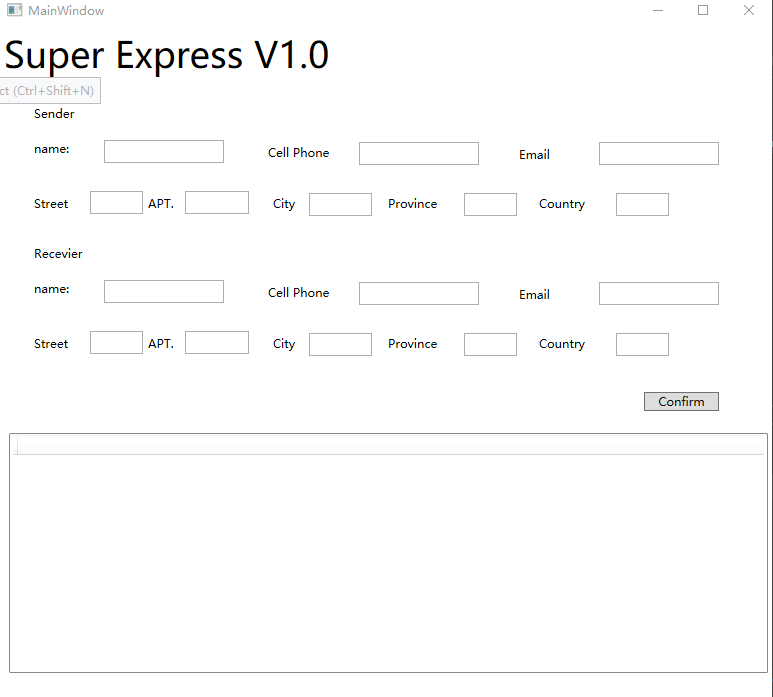 MainWindow
Super Express V1.0
ct (Ctrl+Shift+N)
Sender
name: Cell Phone Email
Street APT. City Province Country
Recevier
name: Cell Phone Email
Street APT. City Province Country
Confirm